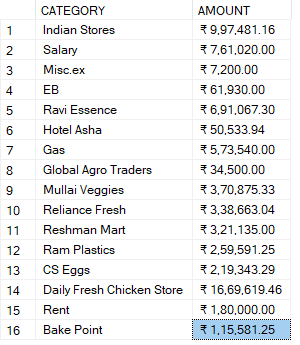 CATEGORY AMOUNT
1 Indian Stores ₹ 9,97,481.16
2 Salary ₹ 7,61,020.00
3 Misc.ex ₹ 7,200.00
4 EB ₹ 61,930.00
5 Ravi Essence ₹ 6,91,067.30
6 Hotel Asha ₹ 50,533.94
7 Gas ₹ 5,73,540.00
8 Global Agro Traders ₹ 34,500.00
9 Mullai Veggies ₹ 3,70,875.33
10 Reliance Fresh ₹ 3,38,663.04
11 Reshman Mart ₹ 3,21,135.00
12 Ram Plastics ₹ 2,59,591.25
13 CS Eggs ₹ 2,19,343.29
14 Daily Fresh Chicken Store ₹ 16,69,619.46
15 Rent ₹ 1,80,000.00
16 Bake Point ₹ 1,15,581.25